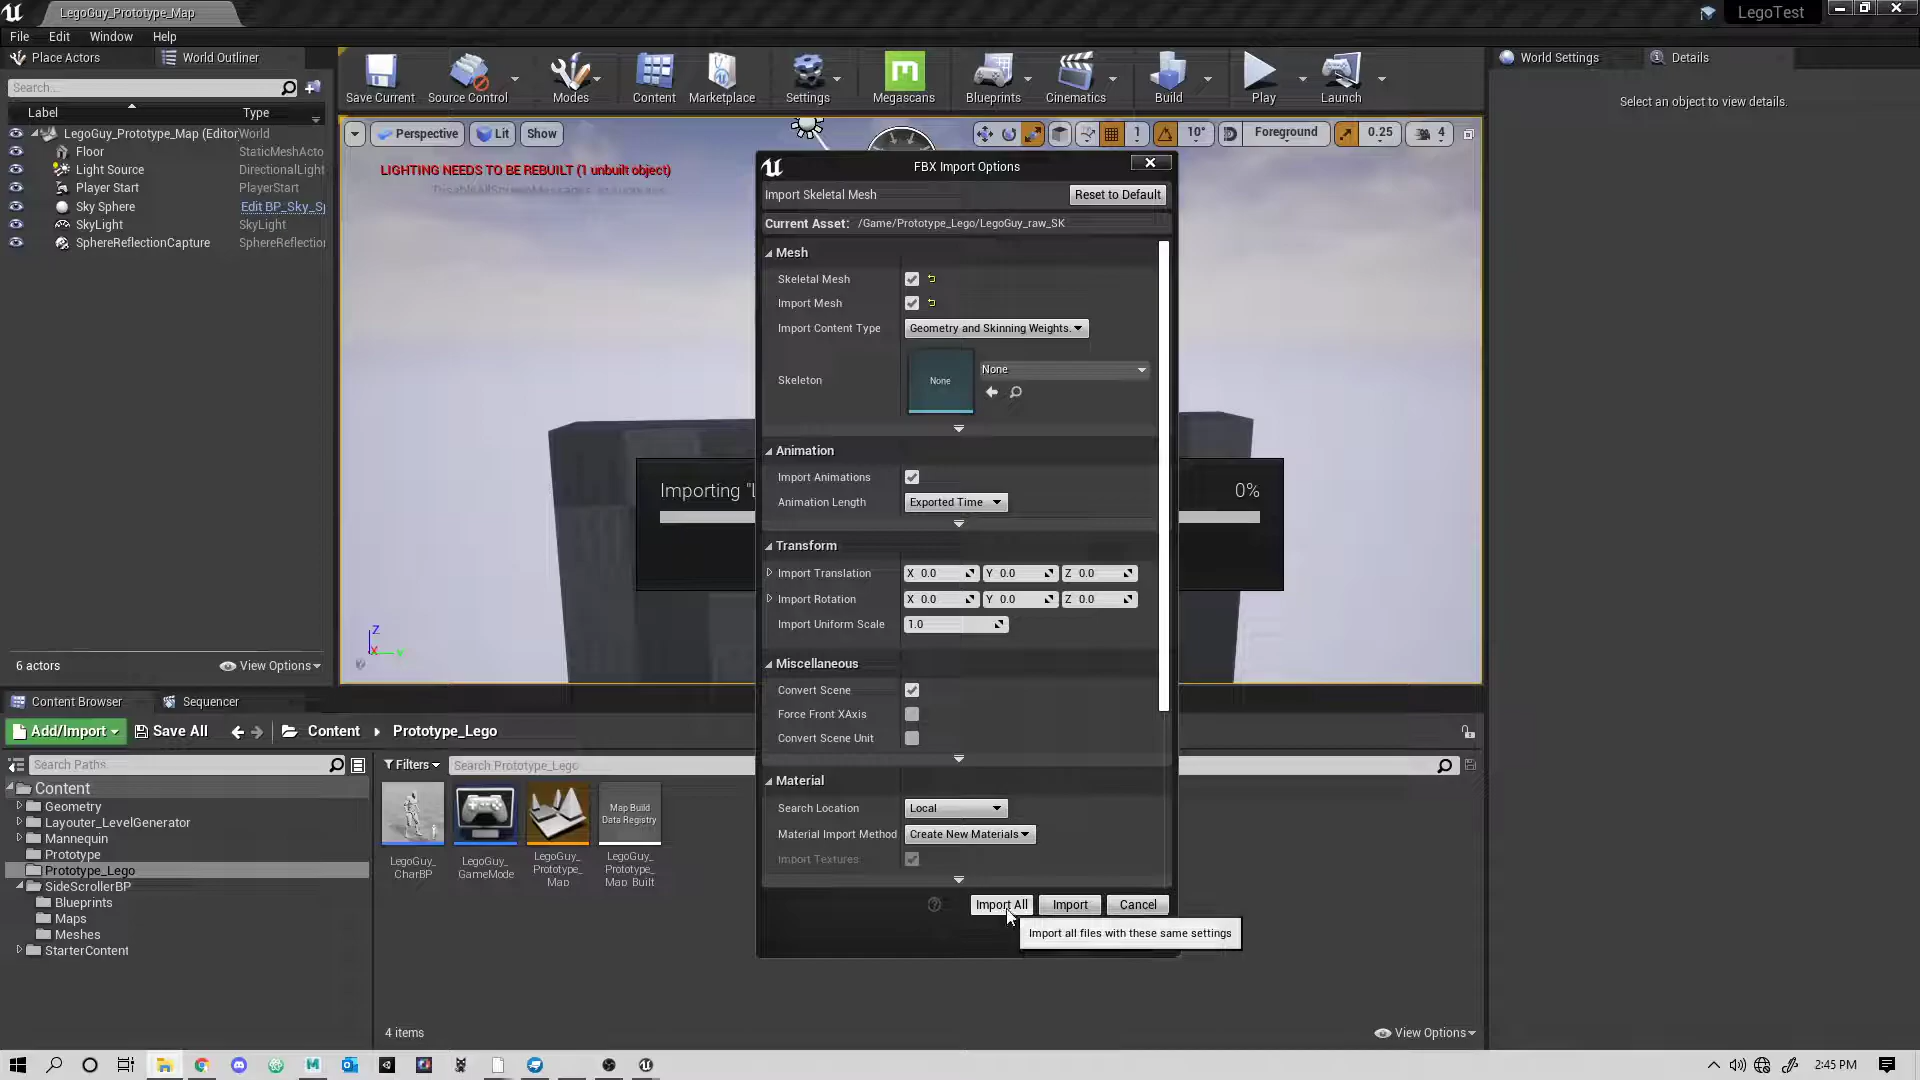 LegoGuy_Prototype_Map
LegoTest
File Edit Window Help
Place Actors
World Outliner
Search...
Label Type
LegoGuy_Prototype_Map (Editor World
Floor StaticMeshActo
Light Source DirectionalLight
Player Start PlayerStart
Sky Sphere Edit BP_Sky_Sp
SkyLight SkyLight
SphereReflectionCapture SphereReflection
6 actors
View Options
Save Current
Source Control
Modes
Content
Marketplace
Settings
Megascans
Blueprints
Cinematics
Build
Play
Launch
World Settings
Details
Select an object to view details.
Perspective
Lit
Show
1
10°
Foreground
0.25
4
LIGHTING NEEDS TO BE REBUILT (1 unbuilt object)
Importing "L
0%
Z
X
Y
FBX Import Options
Import Skeletal Mesh
Reset to Default
Current Asset: /Game/Prototype_Lego/LegoGuy_raw_SK
Mesh
Skeletal Mesh
Import Mesh
Import Content Type Geometry and Skinning Weights.
Skeleton None None
Animation
Import Animations
Animation Length Exported Time
Transform
Import Translation X 0.0 Y 0.0 Z 0.0
Import Rotation X 0.0 Y 0.0 Z 0.0
Import Uniform Scale 1.0
Miscellaneous
Convert Scene
Force Front XAxis
Convert Scene Unit
Material
Search Location Local
Material Import Method Create New Materials
Import Textures
Import All Import Cancel
Import all files with these same settings
Content Browser
Sequencer
Add/Import
Save All
Content
Prototype_Lego
Search Paths
Filters
Search Prototype_Lego
Content
Geometry
Layouter_LevelGenerator
Mannequin
Prototype
Prototype_Lego
SideScrollerBP
Blueprints
Maps
Meshes
StarterContent
LegoGuy_
CharBP
LegoGuy_
GameMode
LegoGuy_
Prototype_
Map
Map Build
Data Registry
LegoGuy_
Prototype_
Map_Built
4 items
View Options
2:45 PM